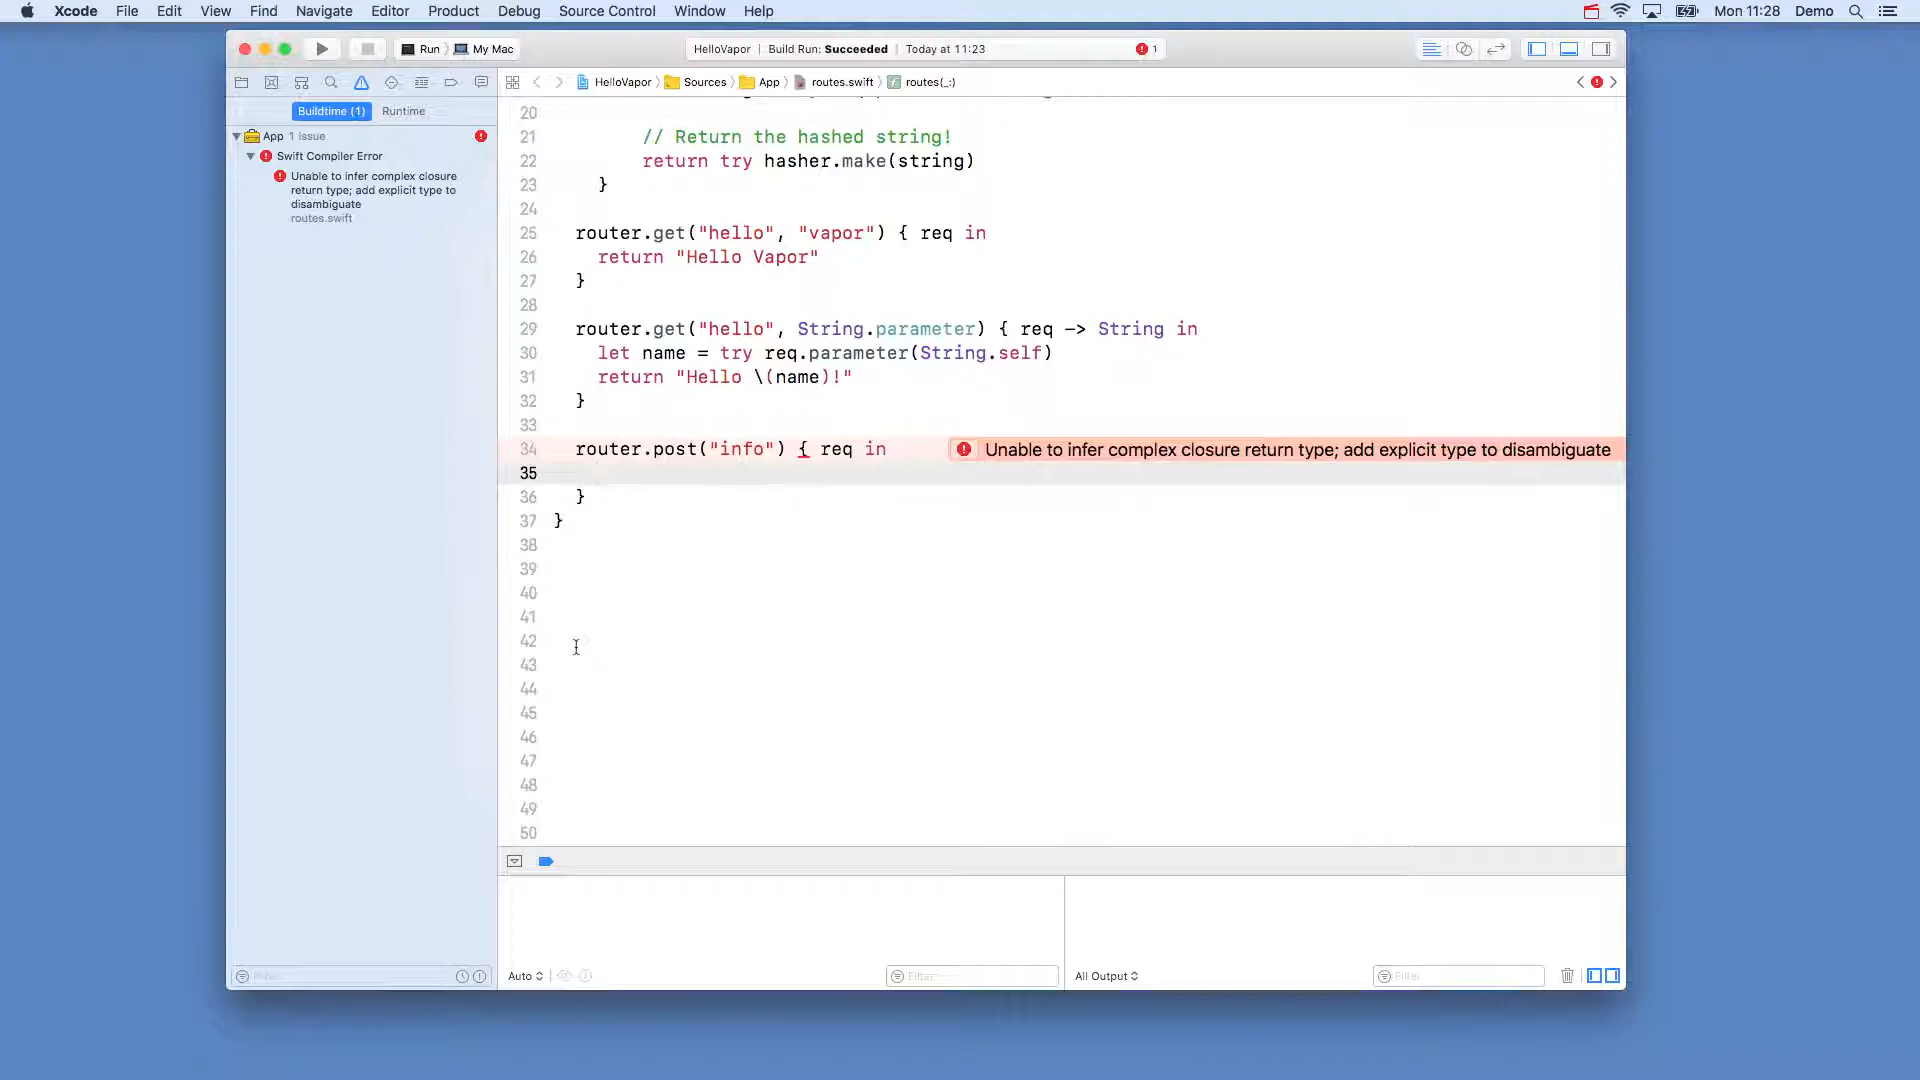 Xcode File Edit View Find Navigate Editor Product Debug Source Control Window Help Mon 11:28 Demo
Run My Mac HelloVapor | Build Run: Succeeded | Today at 11:23 1
HelloVapor Sources App routes.swift routes(_:)
Buildtime (1) Runtime
App 1 issue
Swift Compiler Error
Unable to infer complex closure
return type; add explicit type to
disambiguate
routes.swift
20
21 // Return the hashed string!
22 return try hasher.make(string)
23 }
24
25 router.get("hello", "vapor") { req in
26 return "Hello Vapor"
27 }
28
29 router.get("hello", String.parameter) { req -> String in
30 let name = try req.parameter(String.self)
31 return "Hello \(name)!"
32 }
33
34 router.post("info") { req in Unable to infer complex closure return type; add explicit type to disambiguate
35
36 }
37 }
38
39
40
41
42
43
44
45
46
47
48
49
50
Filter Auto Filter All Output Filter